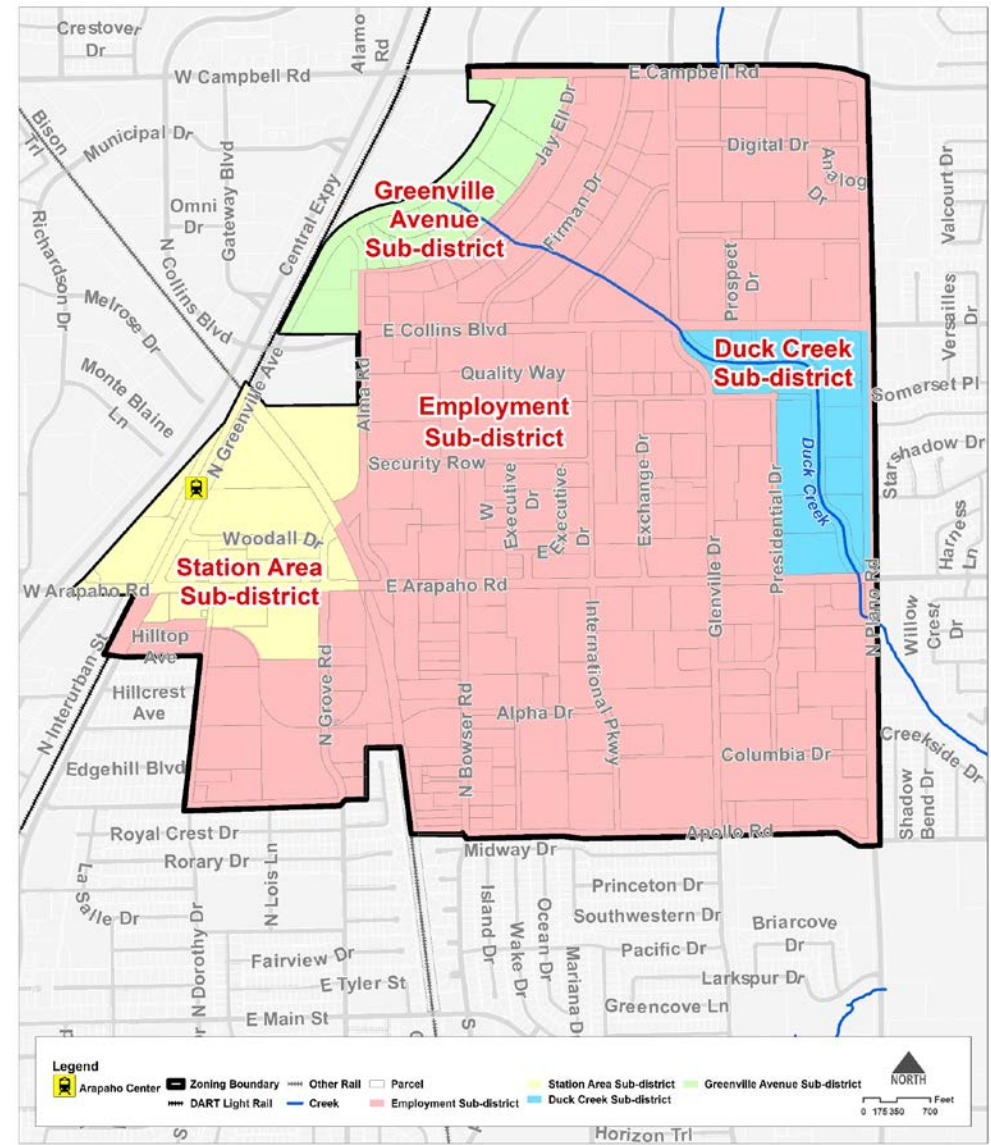 Crestover
Dr
Alamo
Rd
W Campbell Rd
E Campbell Rd
Bison
Trl
Municipal Dr
Jay Ell Dr
Digital Dr
Analog
Dr
Valcourt Dr
Omni
Dr
Gateway Blvd
Central Expy
Greenville
Avenue
Sub-district
Firman Dr
Richardson Dr
N Collins Blvd
Prospect
Dr
Versailles
Dr
Melrose Dr
E Collins Blvd
Duck Creek
Sub-district
Monte Blaine
Ln
N Greenville Ave
Alma Rd
Quality Way
Somerset Pl
Employment
Sub-district
Starshadow Dr
Security Row
W
Executive
Dr
E
Executive
Dr
Exchange Dr
Presidential Dr
Duck Creek
Harness
Ln
Woodall Dr
Glenville Dr
Station Area
Sub-district
W Arapaho Rd
E Arapaho Rd
N Plano Rd
Willow
Crest
Dr
Hilltop
Ave
N Interurban St
International Pkwy
Hillcrest
Ave
N Grove Rd
N Bowser Rd
Alpha Dr
Columbia Dr
Creekside Dr
Edgehill Blvd
Shadow
Bend Dr
Royal Crest Dr
Apollo Rd
Rorary Dr
Midway Dr
La Salle Dr
N Lois Ln
Island Dr
Wake Dr
Ocean Dr
Mariana Dr
Princeton Dr
Southwestern Dr
Briarcove
Dr
N Dorothy Dr
Fairview Dr
Pacific Dr
E Tyler St
Larkspur Dr
Greencove Ln
E Main St
S
Legend
Arapaho Center
Zoning Boundary
Other Rail
Parcel
Station Area Sub-district
Greenville Avenue Sub-district
DART Light Rail
Creek
Employment Sub-district
Duck Creek Sub-district
NORTH
0 175 350 700 Feet
Horizon Trl